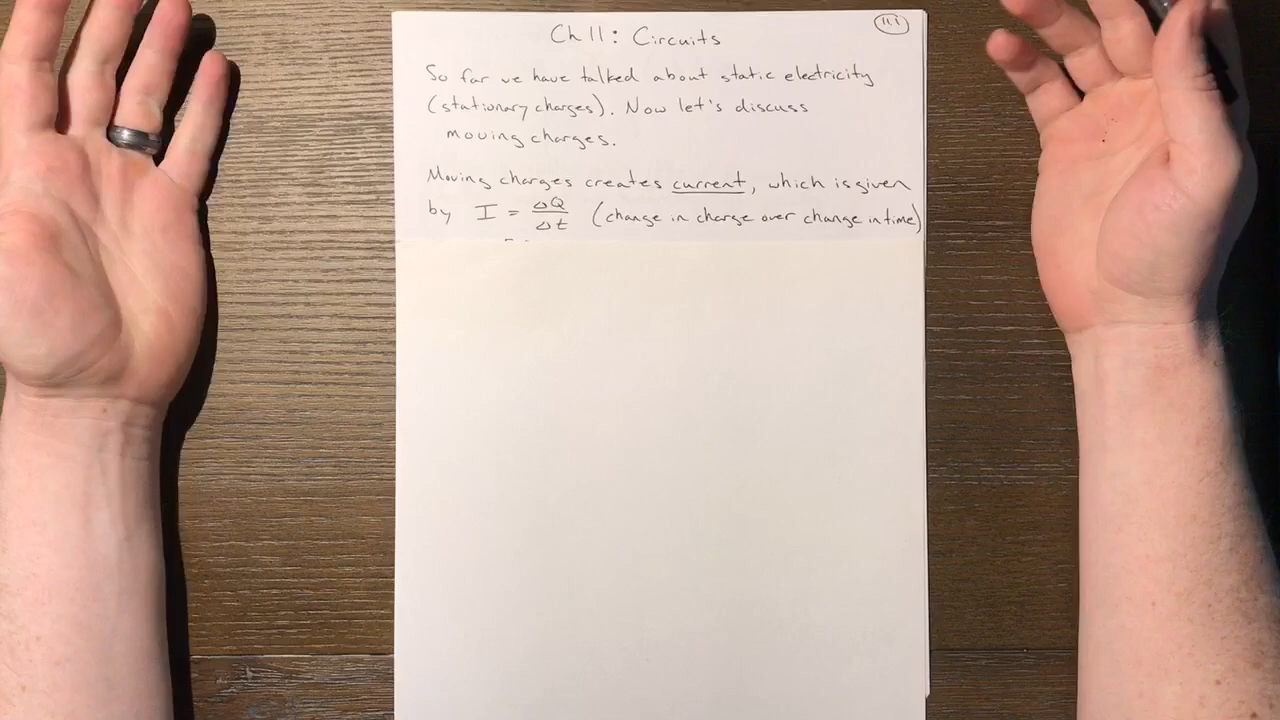 Ch 11: Circuits
11.1
So far we have talked about static electricity
(stationary charges). Now let's discuss
moving charges.
Moving charges creates current, which is given
by I = ΔQ/Δt (change in charge over change in time)